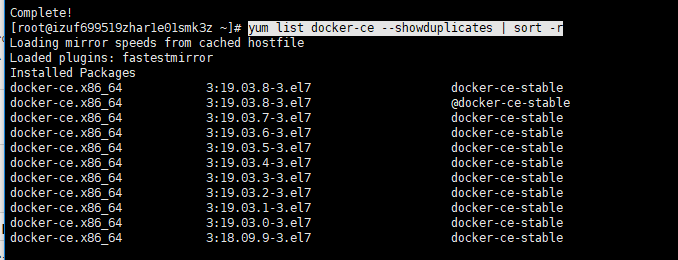 Complete!
[root@izuf699519zhar1e01smk3z ~]# yum list docker-ce --showduplicates | sort -r
Loading mirror speeds from cached hostfile
Loaded plugins: fastestmirror
Installed Packages
docker-ce.x86_64 3:19.03.8-3.el7 docker-ce-stable
docker-ce.x86_64 3:19.03.8-3.el7 @docker-ce-stable
docker-ce.x86_64 3:19.03.7-3.el7 docker-ce-stable
docker-ce.x86_64 3:19.03.6-3.el7 docker-ce-stable
docker-ce.x86_64 3:19.03.5-3.el7 docker-ce-stable
docker-ce.x86_64 3:19.03.4-3.el7 docker-ce-stable
docker-ce.x86_64 3:19.03.3-3.el7 docker-ce-stable
docker-ce.x86_64 3:19.03.2-3.el7 docker-ce-stable
docker-ce.x86_64 3:19.03.1-3.el7 docker-ce-stable
docker-ce.x86_64 3:19.03.0-3.el7 docker-ce-stable
docker-ce.x86_64 3:18.09.9-3.el7 docker-ce-stable